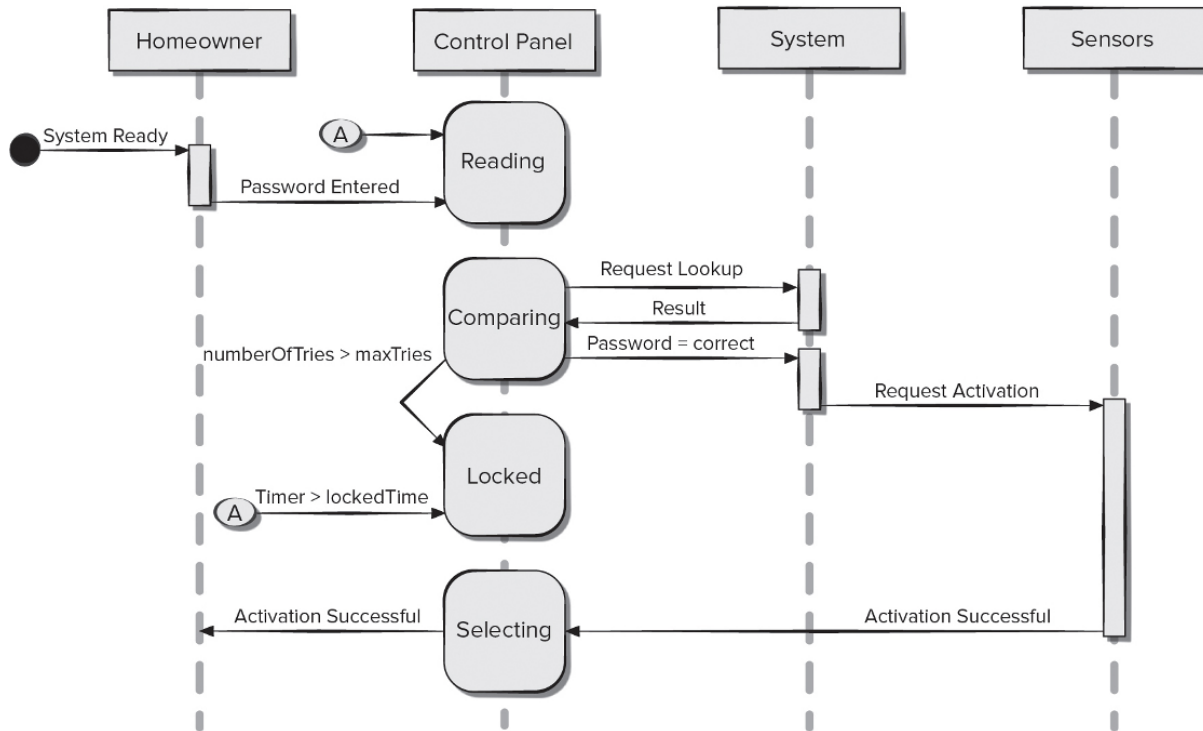 Homeowner
Control Panel
System
Sensors
System Ready
A
Reading
Password Entered
Request Lookup
Comparing
Result
Password = correct
numberOfTries > maxTries
Request Activation
Locked
A
Timer > lockedTime
Activation Successful
Selecting
Activation Successful